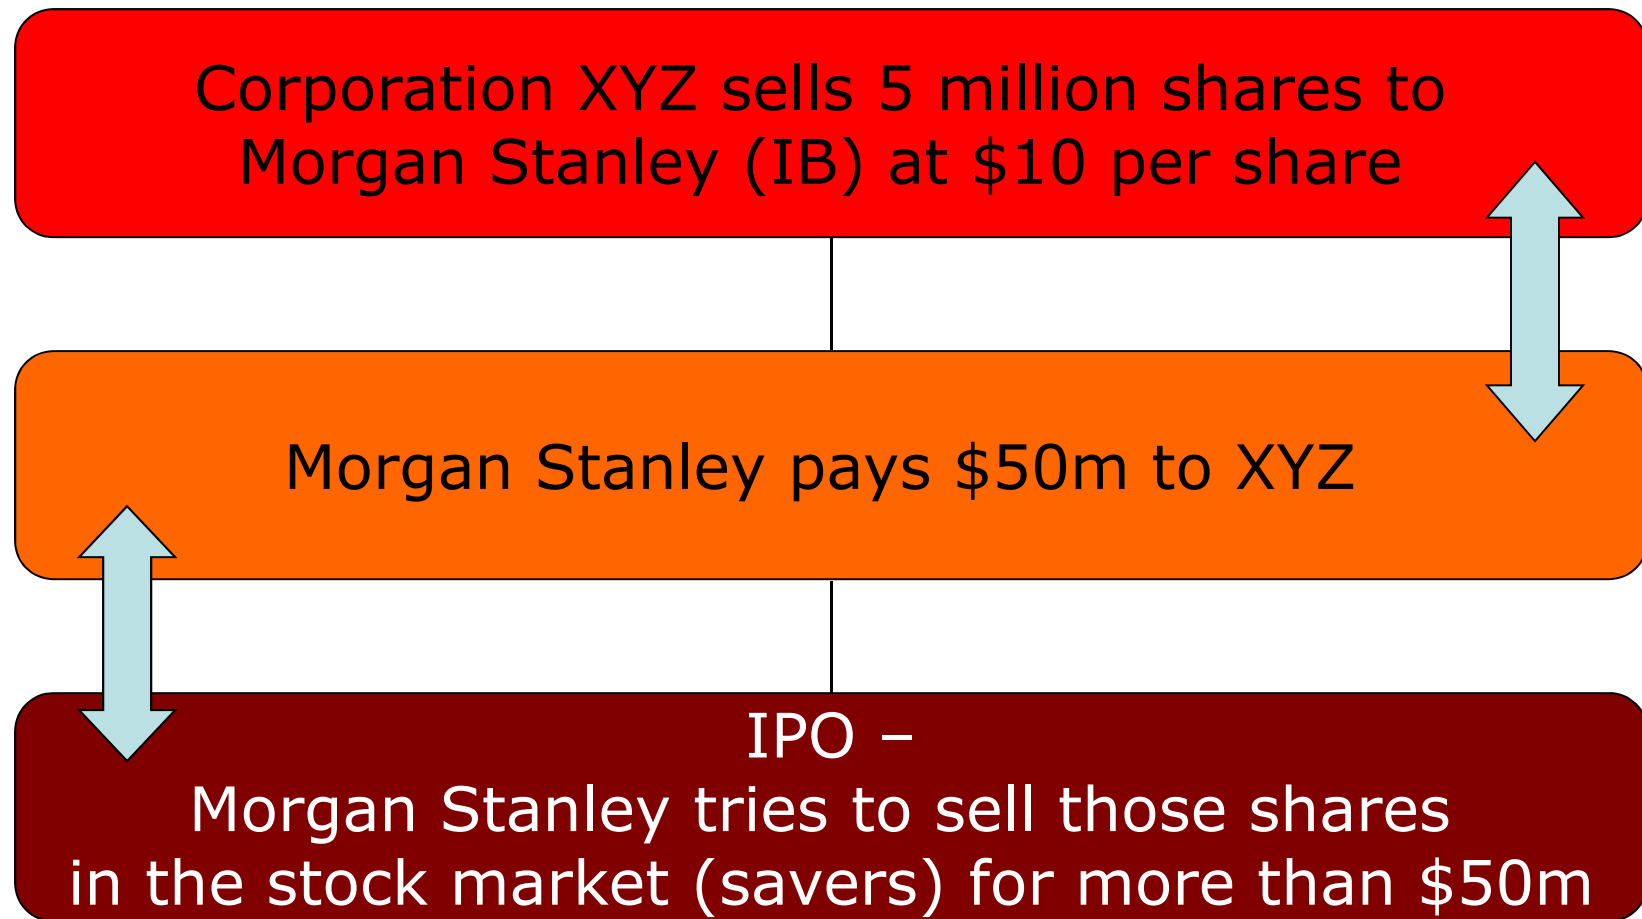 Corporation XYZ sells 5 million shares to
Morgan Stanley (IB) at $10 per share
Morgan Stanley pays $50m to XYZ
IPO –
Morgan Stanley tries to sell those shares
in the stock market (savers) for more than $50m